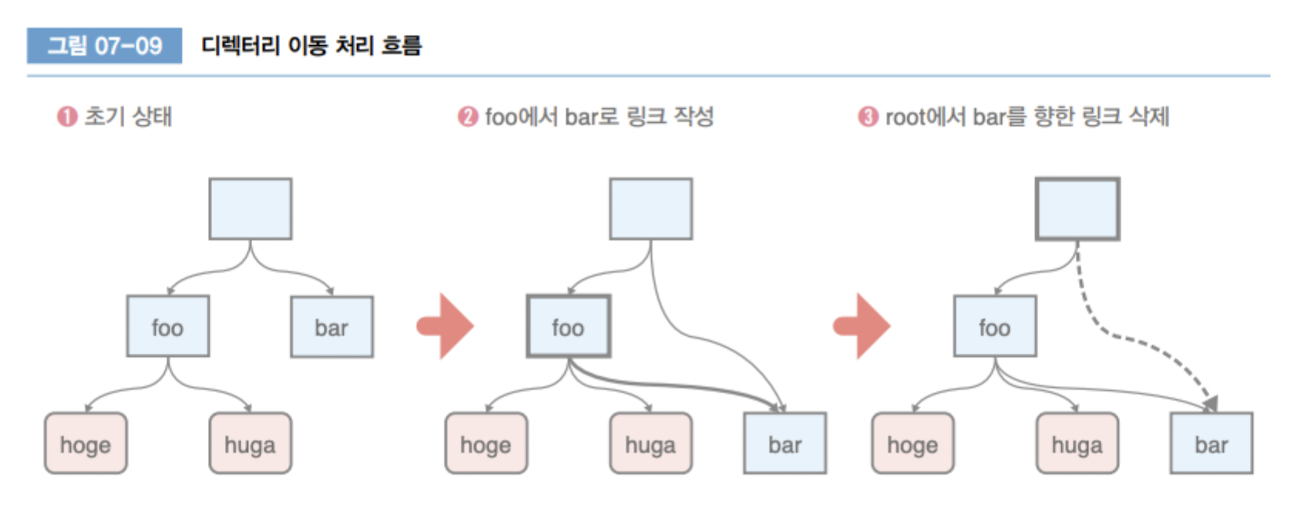 그림 07-09 디렉터리 이동 처리 흐름
❶ 초기 상태
❷ foo에서 bar로 링크 작성
❸ root에서 bar를 향한 링크 삭제
foo
bar
hoge
huga
foo
hoge
huga
bar
foo
hoge
huga
bar